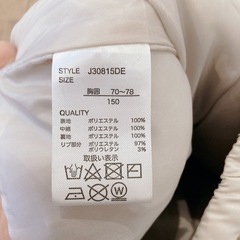 STYLE J30815DE
SIZE
胸囲 70~78
150
QUALITY
表地 ポリエステル 100%
中綿 ポリエステル 100%
裏地 ポリエステル 100%
リブ部分 ポリエステル 97%
ポリウレタン 3%
取扱い表示